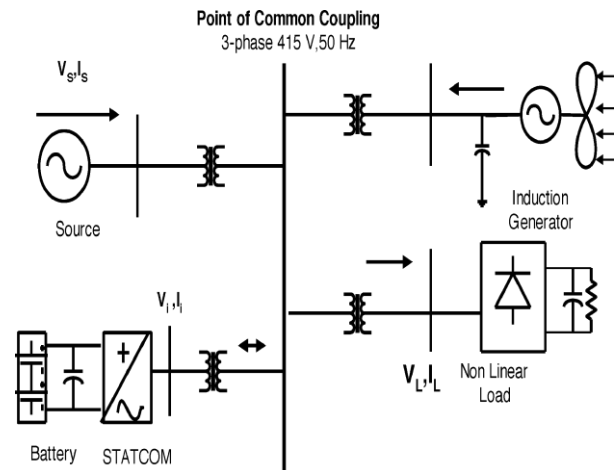 Point of Common Coupling
3-phase 415 V,50 Hz
Vs,Is
Source
Induction
Generator
Vi,Ii
VL,IL
Non Linear
Load
Battery
STATCOM